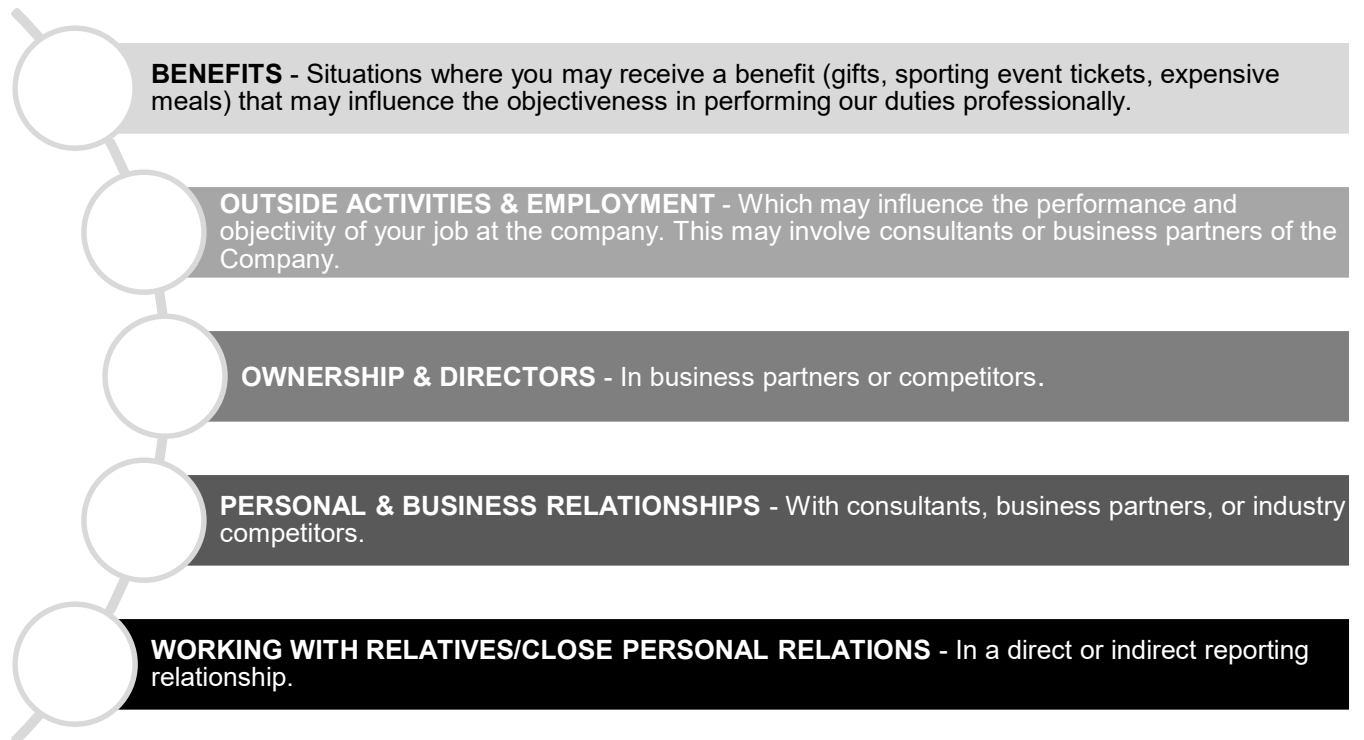 BENEFITS - Situations where you may receive a benefit (gifts, sporting event tickets, expensive
meals) that may influence the objectiveness in performing our duties professionally.
OUTSIDE ACTIVITIES & EMPLOYMENT - Which may influence the performance and
objectivity of your job at the company. This may involve consultants or business partners of the
Company.
OWNERSHIP & DIRECTORS - In business partners or competitors.
PERSONAL & BUSINESS RELATIONSHIPS - With consultants, business partners, or industry
competitors.
WORKING WITH RELATIVES/CLOSE PERSONAL RELATIONS - In a direct or indirect reporting
relationship.